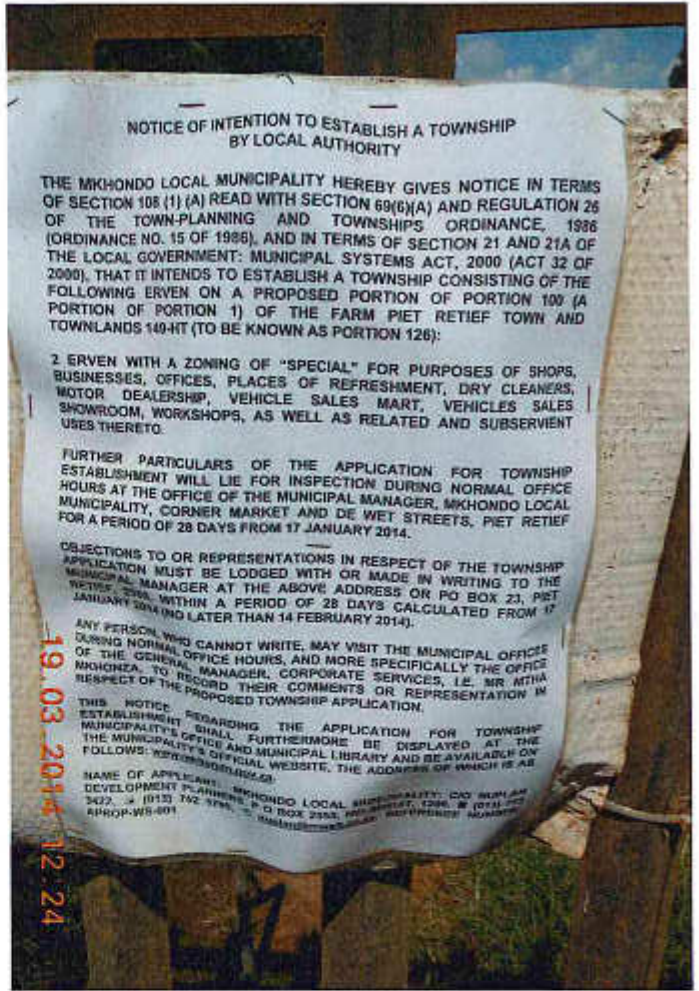 NOTICE OF INTENTION TO ESTABLISH A TOWNSHIP
BY LOCAL AUTHORITY
THE MKHONDO LOCAL MUNICIPALITY HEREBY GIVES NOTICE IN TERMS
OF SECTION 108 (1) (A) READ WITH SECTION 69(6)(A) AND REGULATION 26
OF THE TOWN-PLANNING AND TOWNSHIPS ORDINANCE, 1986
(ORDINANCE NO. 15 OF 1986), AND IN TERMS OF SECTION 21 AND 21A OF
THE LOCAL GOVERNMENT: MUNICIPAL SYSTEMS ACT, 2000 (ACT 32 OF
2000), THAT IT INTENDS TO ESTABLISH A TOWNSHIP CONSISTING OF THE
FOLLOWING ERVEN ON A PROPOSED PORTION OF PORTION 100 (A
PORTION OF PORTION 1) OF THE FARM PIET RETIEF TOWN AND
TOWNLANDS 149-HT (TO BE KNOWN AS PORTION 126):
2 ERVEN WITH A ZONING OF "SPECIAL" FOR PURPOSES OF SHOPS,
BUSINESSES, OFFICES, PLACES OF REFRESHMENT, DRY CLEANERS,
MOTOR DEALERSHIP, VEHICLE SALES MART, VEHICLES SALES
SHOWROOM, WORKSHOPS, AS WELL AS RELATED AND SUBSERVIENT
USES THERETO.
FURTHER PARTICULARS OF THE APPLICATION FOR TOWNSHIP
ESTABLISHMENT WILL LIE FOR INSPECTION DURING NORMAL OFFICE
HOURS AT THE OFFICE OF THE MUNICIPAL MANAGER, MKHONDO LOCAL
MUNICIPALITY, CORNER MARKET AND DE WET STREETS, PIET RETIEF
FOR A PERIOD OF 28 DAYS FROM 17 JANUARY 2014.
OBJECTIONS TO OR REPRESENTATIONS IN RESPECT OF THE TOWNSHIP
APPLICATION MUST BE LODGED WITH OR MADE IN WRITING TO THE
MUNICIPAL MANAGER AT THE ABOVE ADDRESS OR PO BOX 23, PIET
RETIEF, WITHIN A PERIOD OF 28 DAYS CALCULATED FROM 17
JANUARY 2014 (NO LATER THAN 14 FEBRUARY 2014).
ANY PERSON, WHO CANNOT WRITE, MAY VISIT THE MUNICIPAL OFFICES
DURING NORMAL OFFICE HOURS, AND MORE SPECIFICALLY THE OFFICE
OF THE GENERAL MANAGER, CORPORATE SERVICES, I.E. MR MTHA
MKHONZA, TO RECORD THEIR COMMENTS OR REPRESENTATION IN
RESPECT OF THE PROPOSED TOWNSHIP APPLICATION.
THIS NOTICE REGARDING THE APPLICATION FOR TOWNSHIP
ESTABLISHMENT SHALL FURTHERMORE BE DISPLAYED AT THE
MUNICIPALITY'S OFFICE AND MUNICIPAL LIBRARY AND BE AVAILABLE ON
THE MUNICIPALITY'S OFFICIAL WEBSITE, THE ADDRESS OF WHICH IS AS
FOLLOWS:
NAME OF APPLICANT: MKHONDO LOCAL MUNICIPALITY: C/O NUPLAN
DEVELOPMENT PLANNERS, P O BOX 2555,
REFERENCE NUMBER:
APROP-WS-001
19.03.2014 12:24